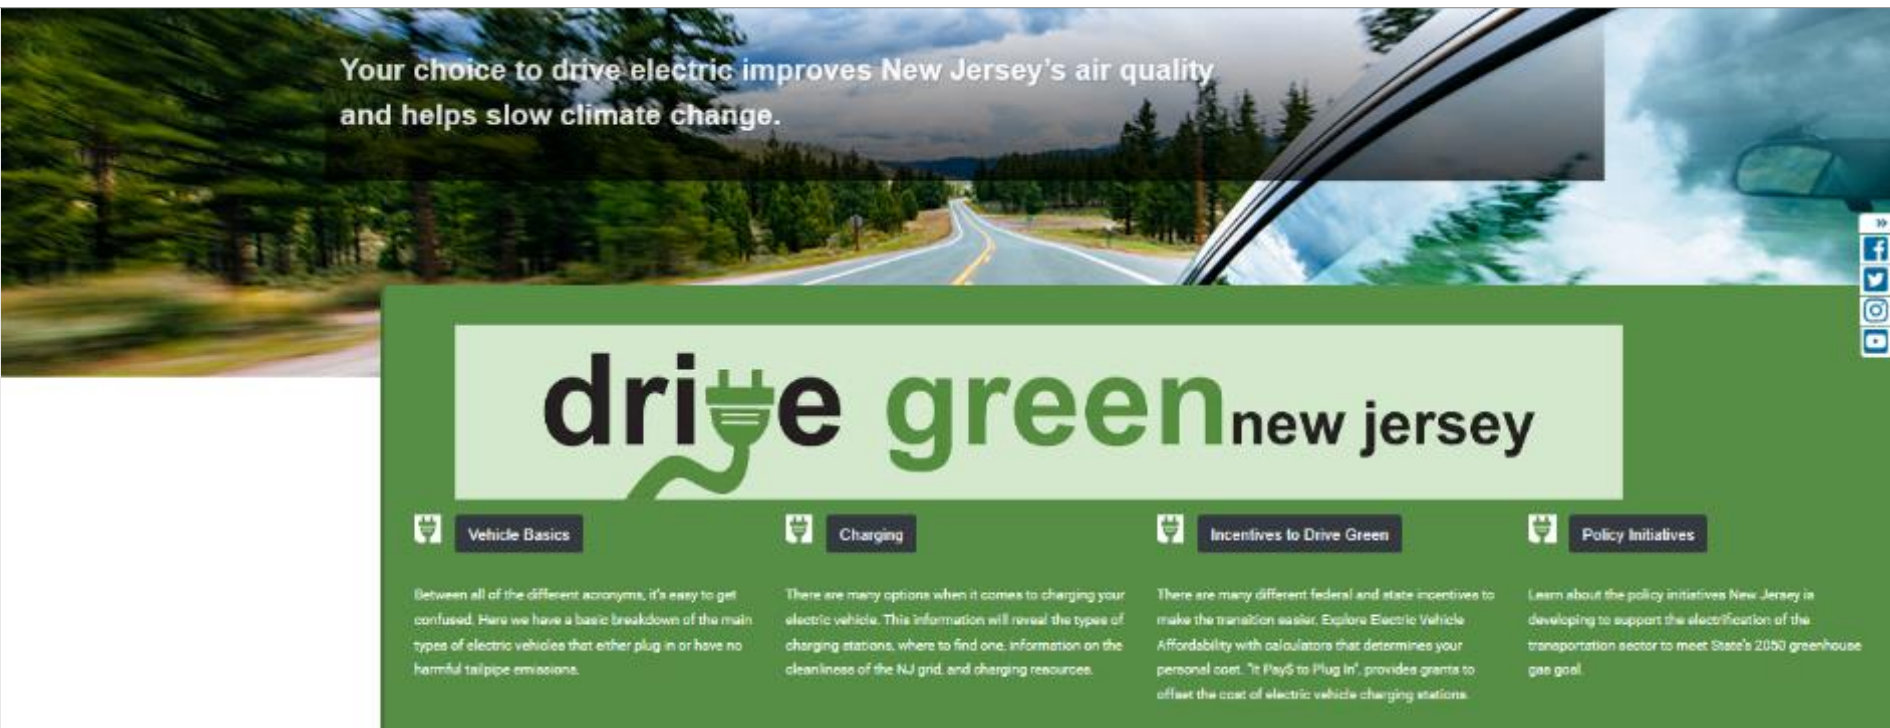 Your choice to drive electric improves New Jersey's air quality
and helps slow climate change.
drive green new jersey
Vehicle Basics
Between all of the different acronyms, it's easy to get
confused. Here we have a basic breakdown of the main
types of electric vehicles that either plug in or have no
harmful tailpipe emissions.
Charging
There are many options when it comes to charging your
electric vehicle. This information will reveal the types of
charging stations, where to find one, information on the
cleanliness of the NJ grid, and charging resources.
Incentives to Drive Green
There are many different federal and state incentives to
make the transition easier. Explore Electric Vehicle
Affordability with calculators that determines your
personal cost. "It Pay$ to Plug In", provides grants to
offset the cost of electric vehicle charging stations.
Policy Initiatives
Learn about the policy initiatives New Jersey is
developing to support the electrification of the
transportation sector to meet State's 2050 greenhouse
gas goal.